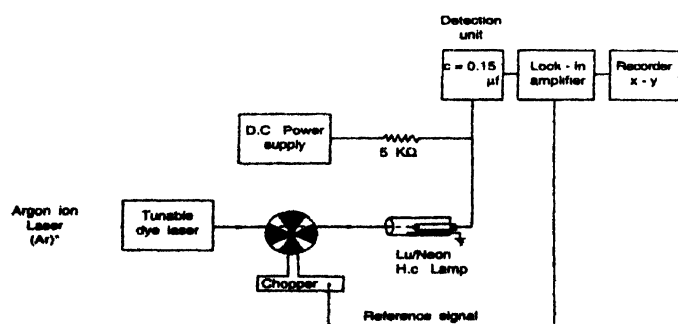 Detection
unit
c = 0.15
μf
Lock - in
amplifier
Recorder
x - y
D.C Power
supply
5 KΩ
Argon ion
Laser
(Ar)⁺
Tunable
dye laser
Lu/Neon
H.c Lamp
Chopper
Reference signal